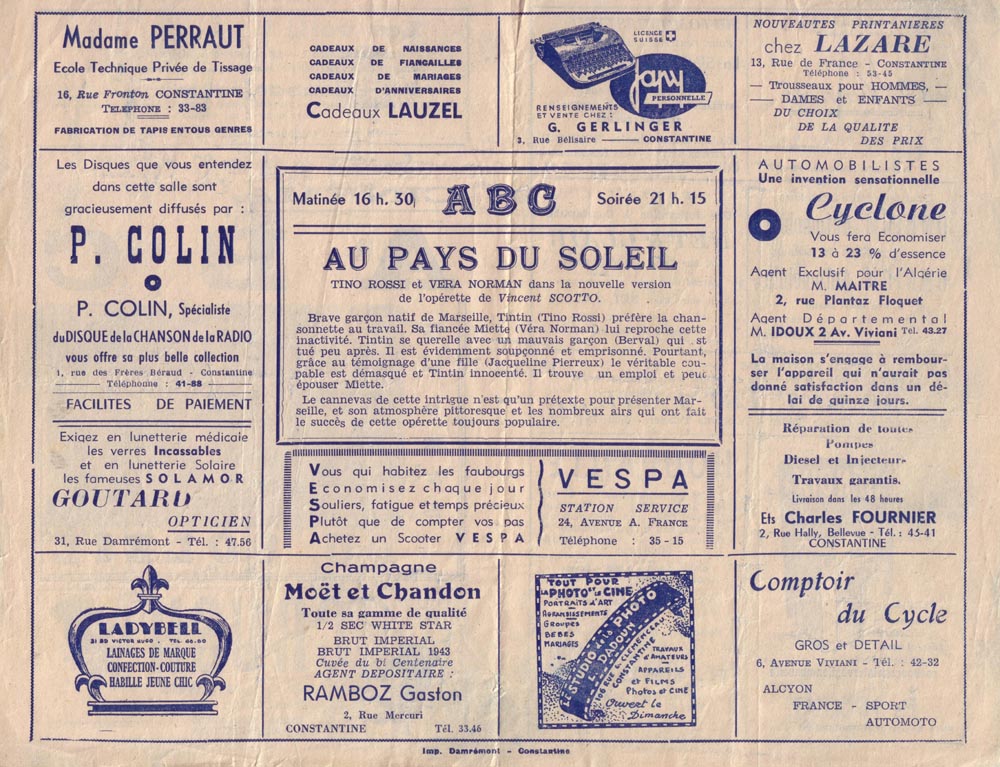 Madame PERRAUT
Ecole Technique Privée de Tissage
16, Rue Fronton CONSTANTINE
TELEPHONE : 33-83
FABRICATION DE TAPIS EN TOUS GENRES
CADEAUX DE NAISSANCES
CADEAUX DE FIANCAILLES
CADEAUX DE MARIAGES
CADEAUX D'ANNIVERSAIRES
Cadeaux LAUZEL
LICENCE
SUISSE
PERSONNELLE
RENSEIGNEMENTS
ET VENTE CHEZ :
G. GERLINGER
3, Rue Bélisaire — CONSTANTINE
NOUVEAUTES PRINTANIERES
chez LAZARE
13, Rue de France - CONSTANTINE
Téléphone : 53-45
— Trousseaux pour HOMMES, —
— DAMES et ENFANTS —
DU CHOIX
DE LA QUALITE
DES PRIX
Les Disques que vous entendez
dans cette salle sont
gracieusement diffusés par :
P. COLIN
P. COLIN, Spécialiste
du DISQUE de la CHANSON de la RADIO
vous offre sa plus belle collection
1, rue des Frères Béraud - Constantine
Téléphone : 41-88
FACILITES DE PAIEMENT
Exigez en lunetterie médicale
les verres Incassables
et en lunetterie Solaire
les fameuses SOLAMOR
GOUTARD
OPTICIEN
31, Rue Damrémont - Tél. : 47.56
Matinée 16 h. 30 ABC Soirée 21 h. 15
AU PAYS DU SOLEIL
TINO ROSSI et VERA NORMAN dans la nouvelle version
de l'opérette de Vincent SCOTTO.
Brave garçon natif de Marseille, Tintin (Tino Rossi) préfère la chan-
sonnette au travail. Sa fiancée Miette (Véra Norman) lui reproche cette
inactivité. Tintin se querelle avec un mauvais garçon (Berval) qui st
tué peu après. Il est évidemment soupçonné et emprisonné. Pourtant,
grâce au témoignage d'une fille (Jacqueline Pierreux) le véritable cou-
pable est démasqué et Tintin innocenté. Il trouve un emploi et peut
épouser Miette.
Le cannevas de cette intrigue n'est qu'un prétexte pour présenter Mar-
seille, et son atmosphère pittoresque et les nombreux airs qui ont fait
le succès de cette opérette toujours populaire.
Vous qui habitez les faubourgs
Economisez chaque jour
Souliers, fatigue et temps précieux
Plutôt que de compter vos pas
Achetez un Scooter VESPA
VESPA
STATION SERVICE
24, AVENUE A. FRANCE
Téléphone : 35-15
AUTOMOBILISTES
Une invention sensationnelle
Cyclone
Vous fera Economiser
13 à 23 % d'essence
Agent Exclusif pour l'Algérie
M. MAITRE
2, rue Plantaz Floquet
Agent Départemental
M. IDOUX 2 Av. Viviani Tel. 43.27
La maison s'engage à rembour-
ser l'appareil qui n'aurait pas
donné satisfaction dans un dé-
lai de quinze jours.
Réparation de toutes
Pompes
Diesel et Injecteurs
Travaux garantis.
Livraison dans les 48 heures
Ets Charles FOURNIER
2, Rue Hally, Bellevue - Tél. : 45-41
CONSTANTINE
LADYBELL
31 RD VICTOR HUGO . TEL. 60.60
LAINAGES DE MARQUE
CONFECTION-COUTURE
HABILLE JEUNE CHIC
Champagne
Moët et Chandon
Toute sa gamme de qualité
1/2 SEC WHITE STAR
BRUT IMPERIAL
BRUT IMPERIAL 1943
Cuvée du bi Centenaire
AGENT DEPOSITAIRE :
RAMBOZ Gaston
2, Rue Mercuri
CONSTANTINE Tél. 33.46
TOUT POUR
LA PHOTO et le CINE
PORTRAITS D'ART
AGRANDISSEMENTS
GROUPES
BEBES
MARIAGES
STUDIO de la PHOTO
L. D'ADOUN
106 RUE G. CLEMENCEAU
CONSTANTINE
TRAVAUX
d'AMATEURS
APPAREILS
et FILMS
Photos et CINE
Ouvert le
Dimanche
Comptoir
du Cycle
GROS et DETAIL
6, AVENUE VIVIANI - Tél. : 42-32
ALCYON
FRANCE - SPORT
AUTOMOTO
Imp. Damrémont - Constantine